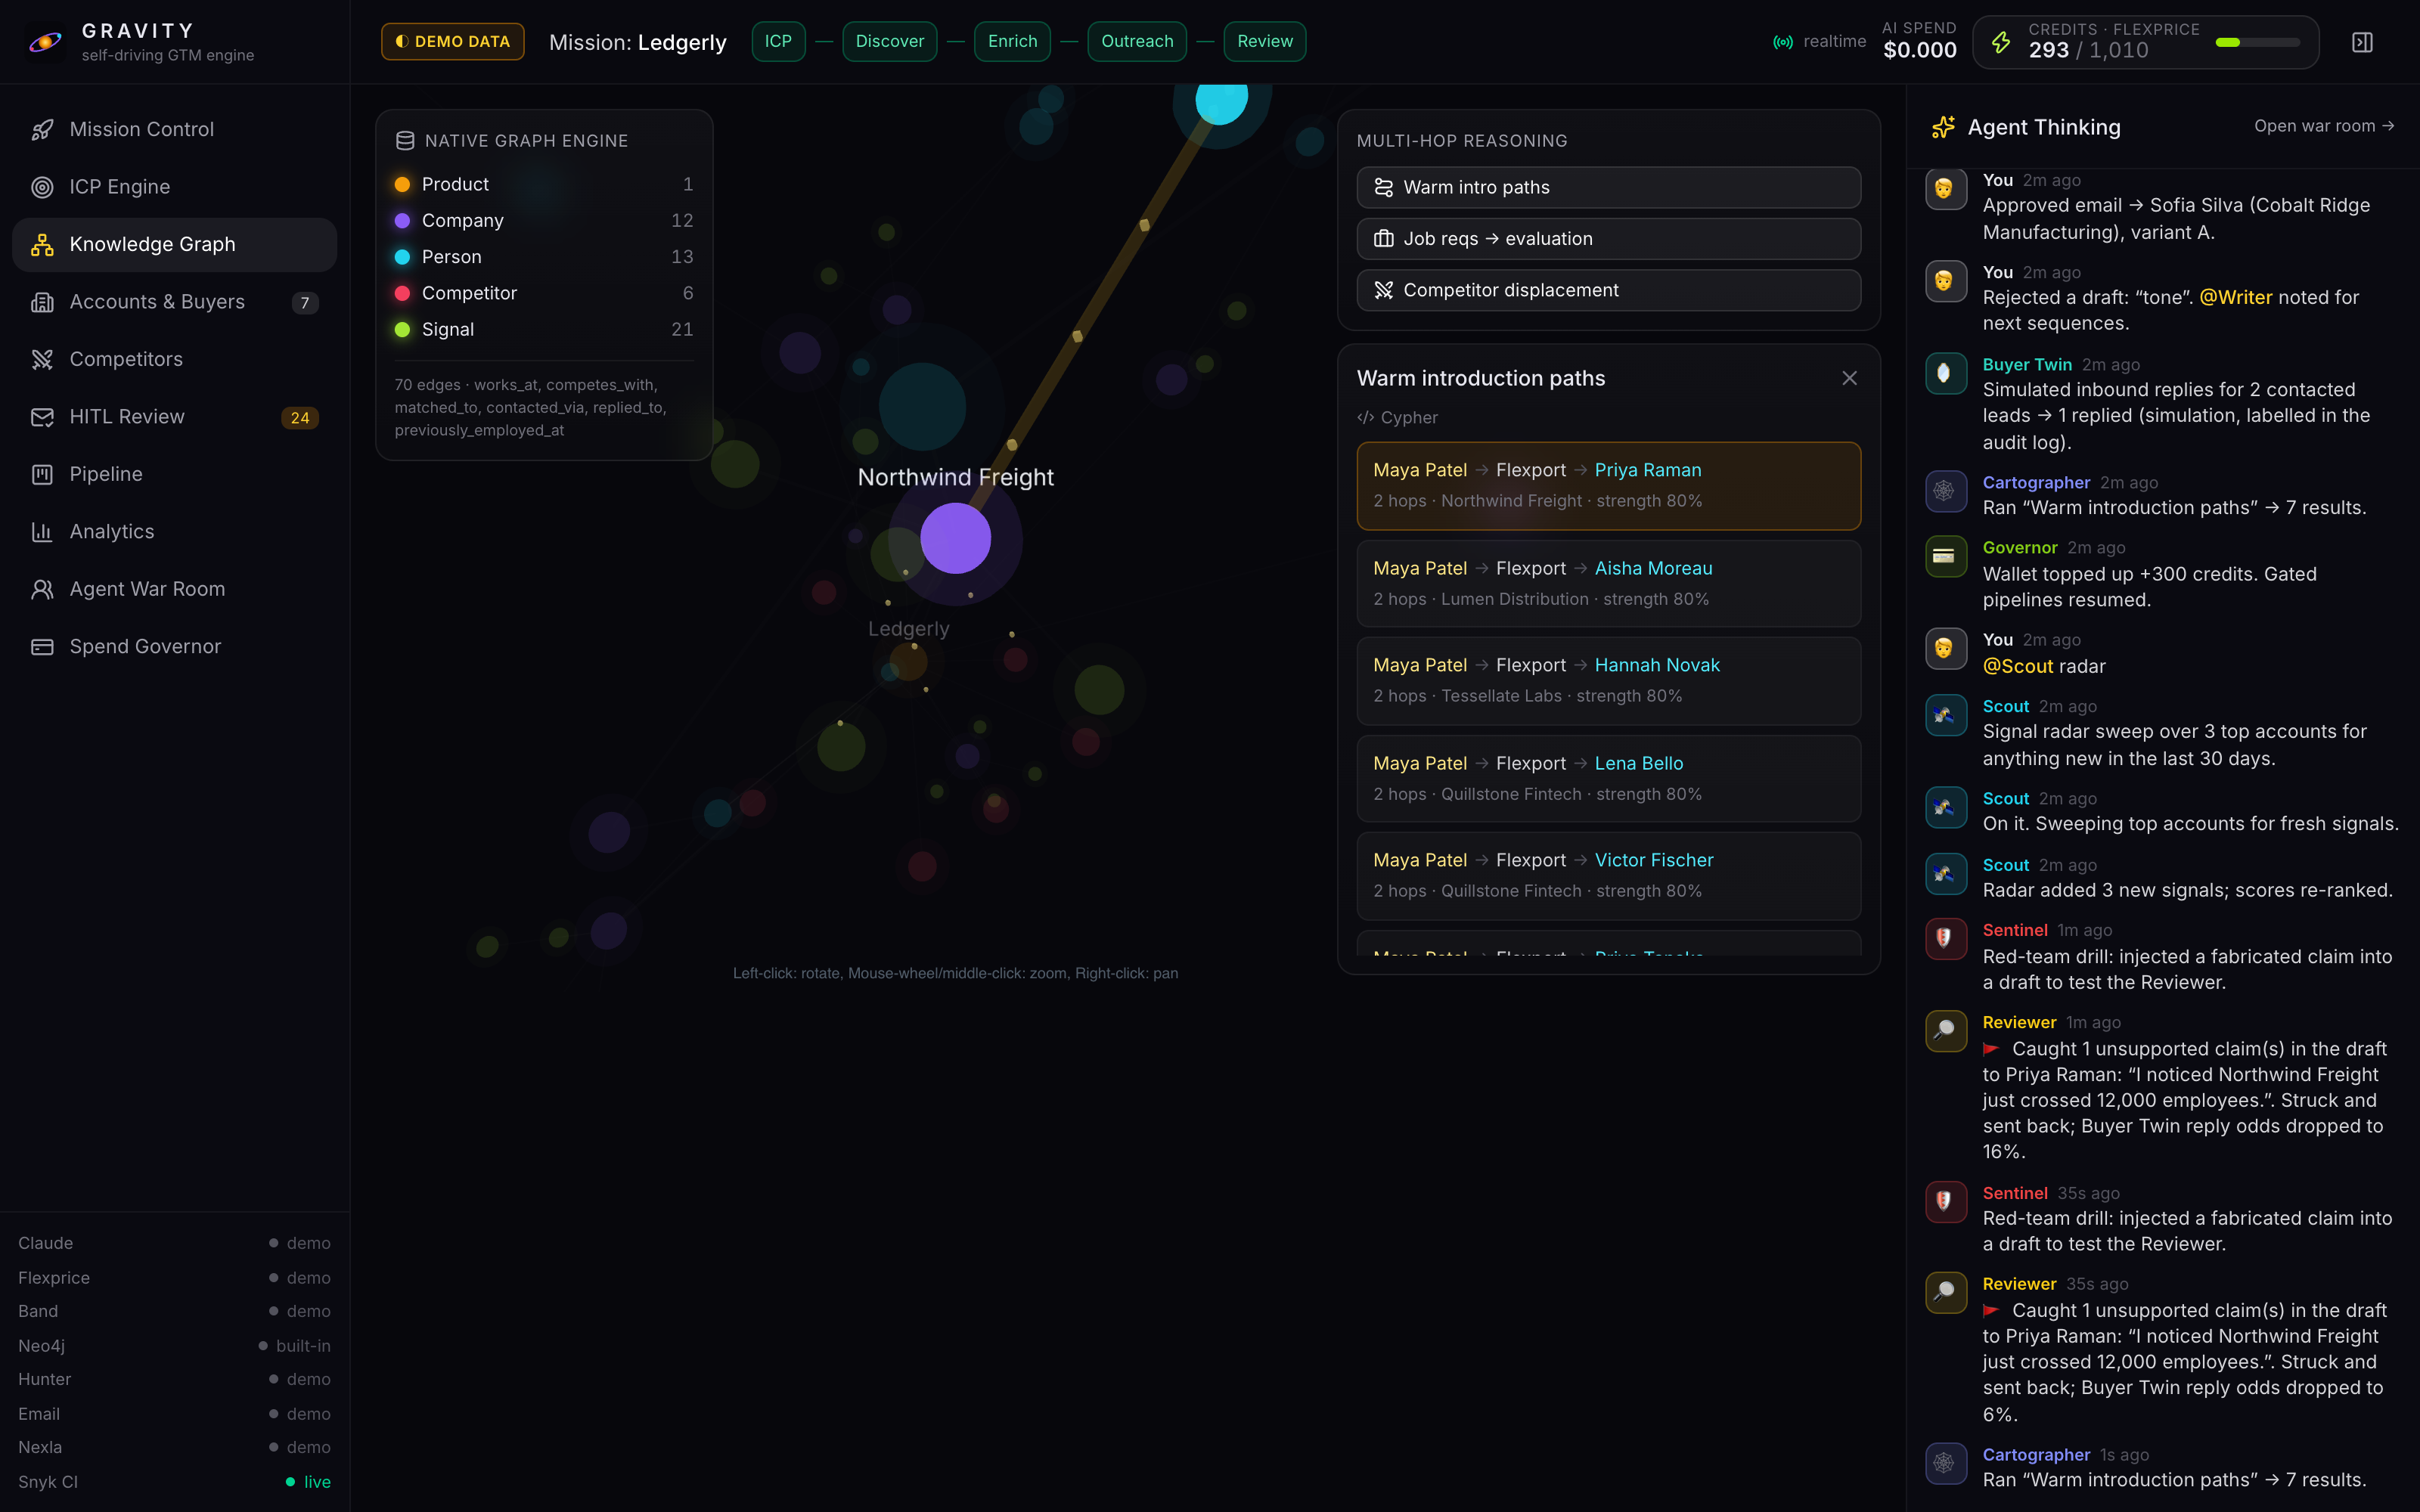 GRAVITY
self-driving GTM engine
DEMO DATA
Mission: Ledgerly
ICP
Discover
Enrich
Outreach
Review
realtime
AI SPEND
$0.000
CREDITS · FLEXPRICE
293 / 1,010
Mission Control
ICP Engine
Knowledge Graph
Accounts & Buyers 7
Competitors
HITL Review 24
Pipeline
Analytics
Agent War Room
Spend Governor
Claude demo
Flexprice demo
Band demo
Neo4j built-in
Hunter demo
Email demo
Nexla demo
Snyk CI live
NATIVE GRAPH ENGINE
Product 1
Company 12
Person 13
Competitor 6
Signal 21
70 edges · works_at, competes_with,
matched_to, contacted_via, replied_to,
previously_employed_at
Northwind Freight
Ledgerly
Left-click: rotate, Mouse-wheel/middle-click: zoom, Right-click: pan
MULTI-HOP REASONING
Warm intro paths
Job reqs → evaluation
Competitor displacement
Warm introduction paths
</> Cypher
Maya Patel → Flexport → Priya Raman
2 hops · Northwind Freight · strength 80%
Maya Patel → Flexport → Aisha Moreau
2 hops · Lumen Distribution · strength 80%
Maya Patel → Flexport → Hannah Novak
2 hops · Tessellate Labs · strength 80%
Maya Patel → Flexport → Lena Bello
2 hops · Quillstone Fintech · strength 80%
Maya Patel → Flexport → Victor Fischer
2 hops · Quillstone Fintech · strength 80%
Maya Patel → Flexport → Priya
Agent Thinking
Open war room →
You 2m ago
Approved email → Sofia Silva (Cobalt Ridge
Manufacturing), variant A.
You 2m ago
Rejected a draft: “tone”. @Writer noted for
next sequences.
Buyer Twin 2m ago
Simulated inbound replies for 2 contacted
leads → 1 replied (simulation, labelled in the
audit log).
Cartographer 2m ago
Ran “Warm introduction paths” → 7 results.
Governor 2m ago
Wallet topped up +300 credits. Gated
pipelines resumed.
You 2m ago
@Scout radar
Scout 2m ago
Signal radar sweep over 3 top accounts for
anything new in the last 30 days.
Scout 2m ago
On it. Sweeping top accounts for fresh signals.
Scout 2m ago
Radar added 3 new signals; scores re-ranked.
Sentinel 1m ago
Red-team drill: injected a fabricated claim into
a draft to test the Reviewer.
Reviewer 1m ago
Caught 1 unsupported claim(s) in the draft
to Priya Raman: “I noticed Northwind Freight
just crossed 12,000 employees.”. Struck and
sent back; Buyer Twin reply odds dropped to
16%.
Sentinel 35s ago
Red-team drill: injected a fabricated claim into
a draft to test the Reviewer.
Reviewer 35s ago
Caught 1 unsupported claim(s) in the draft
to Priya Raman: “I noticed Northwind Freight
just crossed 12,000 employees.”. Struck and
sent back; Buyer Twin reply odds dropped to
6%.
Cartographer 1s ago
Ran “Warm introduction paths” → 7 results.